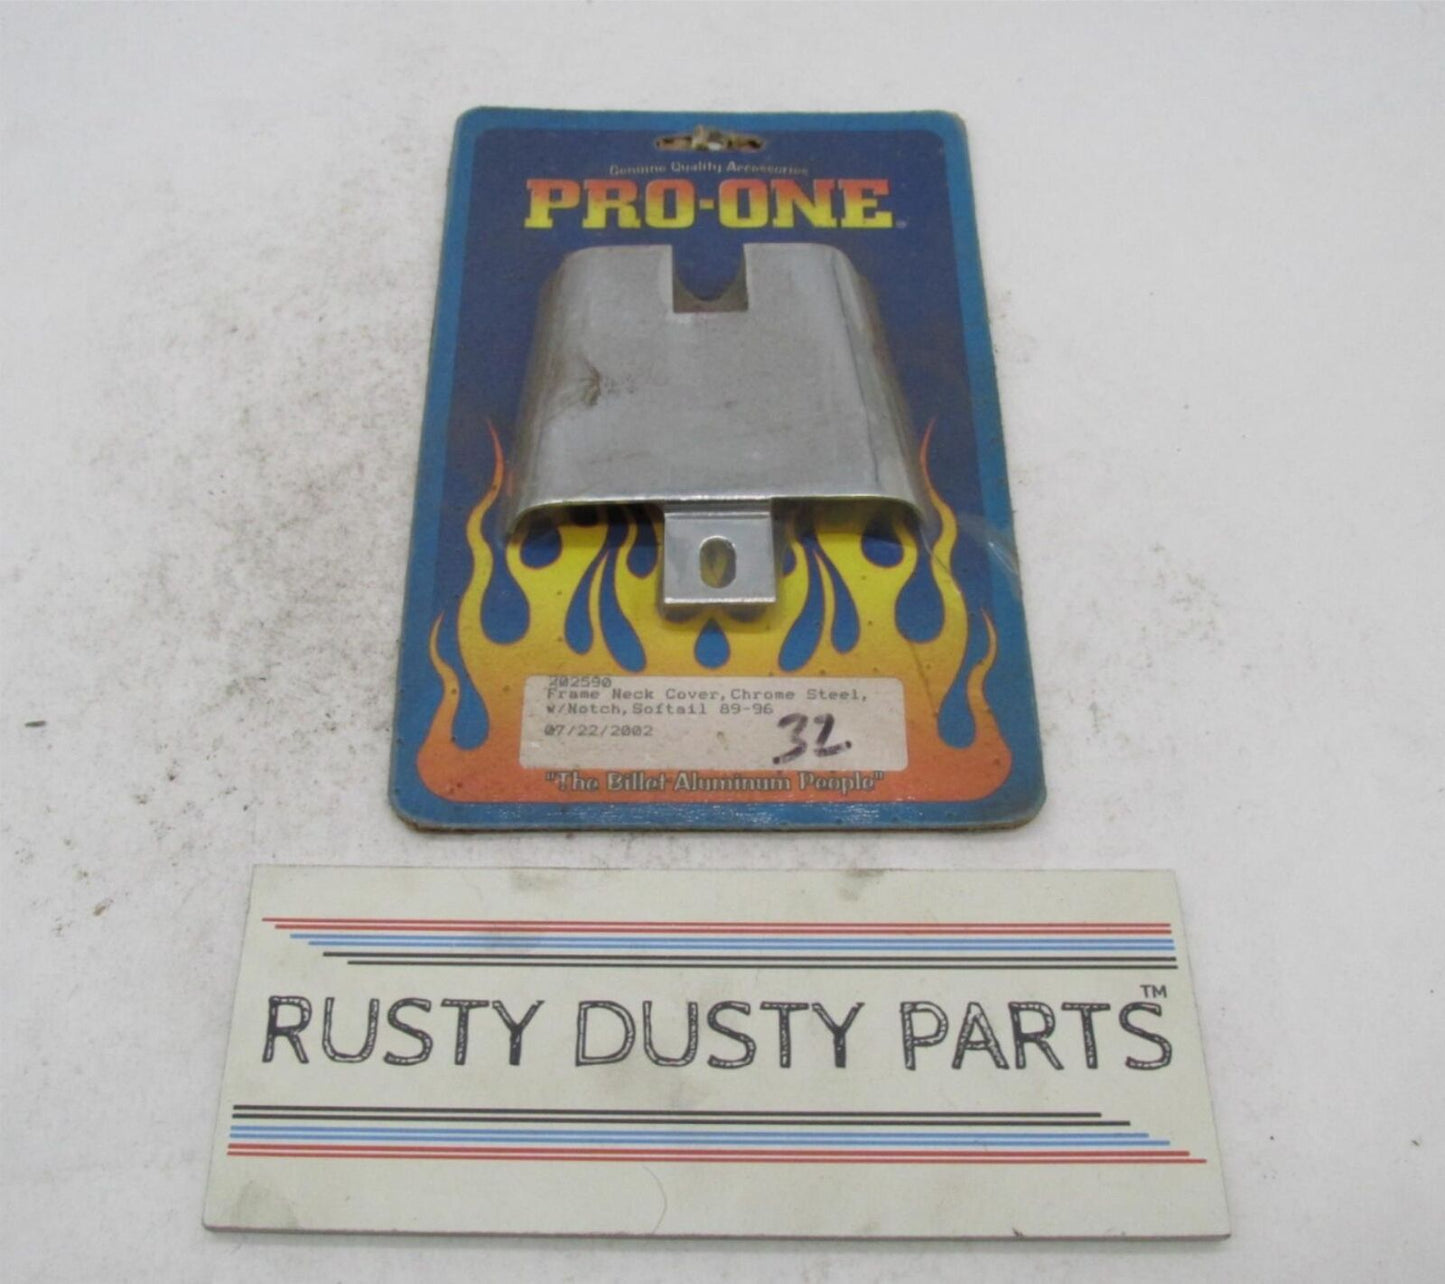 Genuine Quality Accessories
PRO-ONE
202590
Frame Neck Cover,Chrome Steel,
w/Notch,Softail 89-96
07/22/2002
32
"The Billet Aluminum People"
RUSTY DUSTY PARTS™